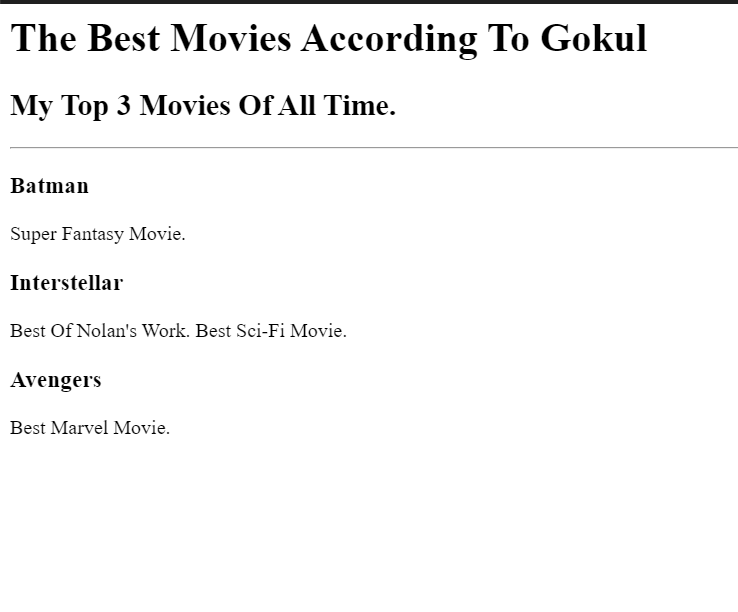 The Best Movies According To Gokul
My Top 3 Movies Of All Time.
Batman
Super Fantasy Movie.
Interstellar
Best Of Nolan's Work. Best Sci-Fi Movie.
Avengers
Best Marvel Movie.